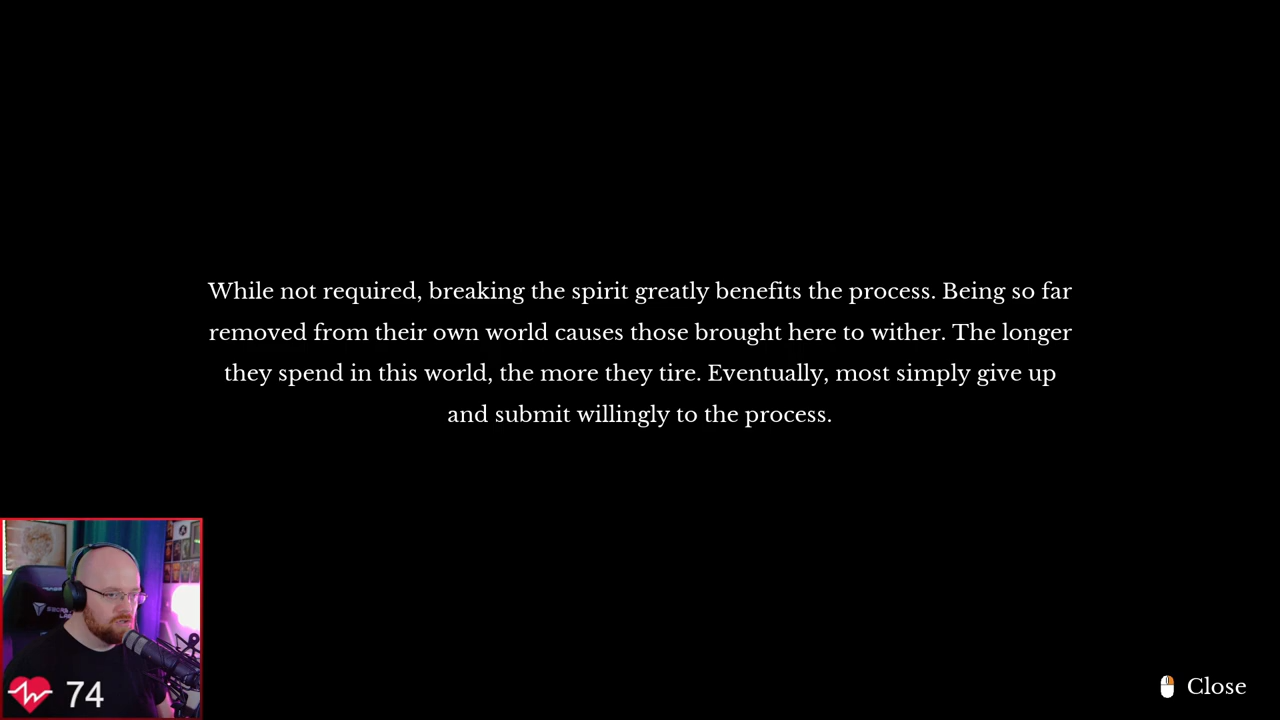 While not required, breaking the spirit greatly benefits the process. Being so far
removed from their own world causes those brought here to wither. The longer
they spend in this world, the more they tire. Eventually, most simply give up
and submit willingly to the process.
74
Close